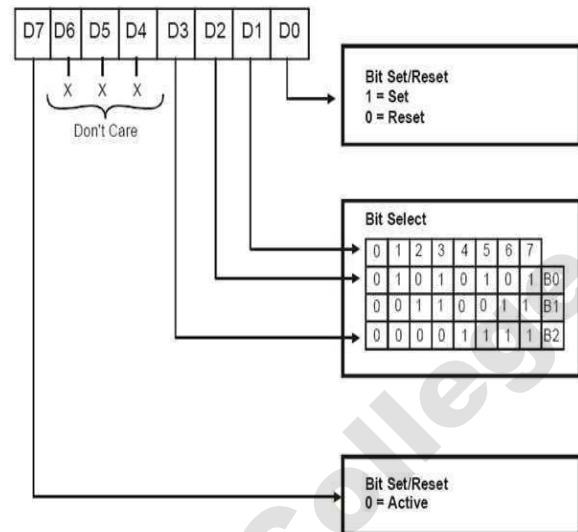 D7 D6 D5 D4 D3 D2 D1 D0
X X X
Don't Care
Bit Set/Reset
1 = Set
0 = Reset
Bit Select
0 1 2 3 4 5 6 7
0 1 0 1 0 1 0 1 B0
0 0 1 1 0 0 1 1 B1
0 0 0 0 1 1 1 1 B2
Bit Set/Reset
0 = Active
College